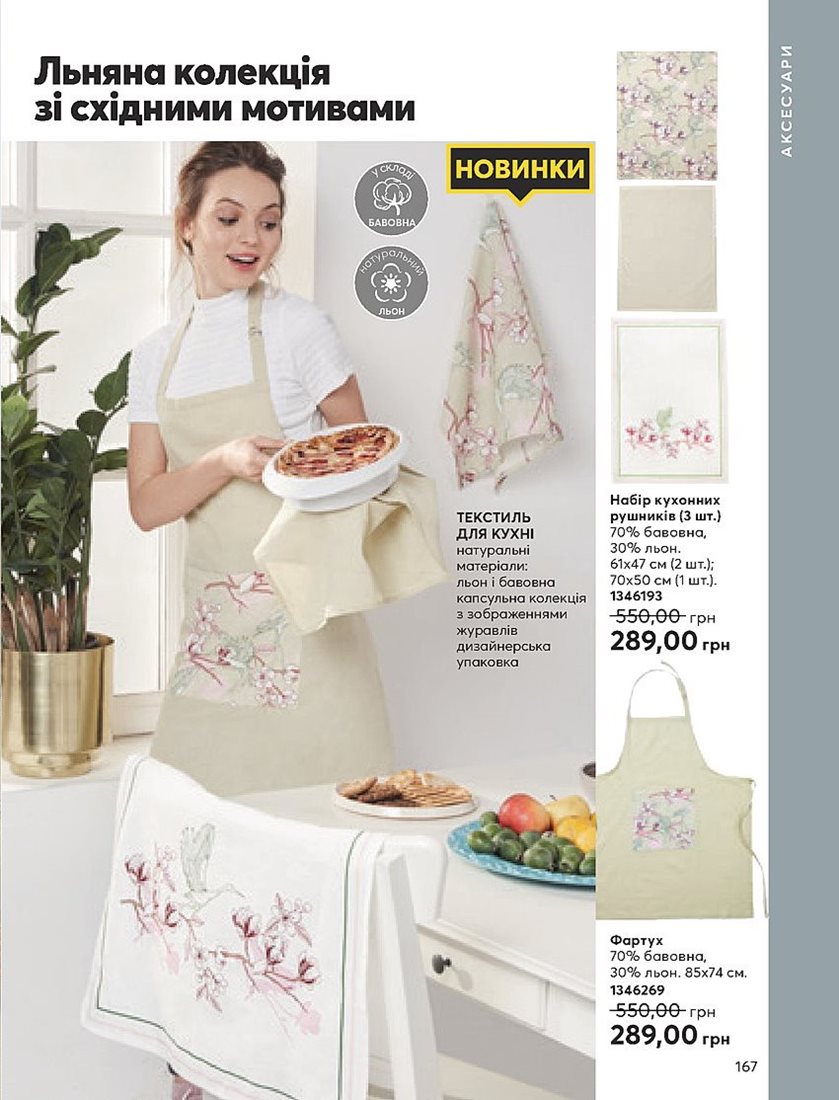 Льняна колекція
зі східними мотивами
АКСЕСУАРИ
НОВИНКИ
у складі
БАВОВНА
натуральний
ЛЬОН
ТЕКСТИЛЬ
ДЛЯ КУХНІ
натуральні
матеріали:
льон і бавовна
капсульна колекція
з зображеннями
журавлів
дизайнерська
упаковка
Набір кухонних
рушників (3 шт.)
70% бавовна,
30% льон.
61х47 см (2 шт.);
70х50 см (1 шт.).
1346193
550,00 грн
289,00 грн
Фартух
70% бавовна,
30% льон. 85х74 см.
1346269
550,00 грн
289,00 грн
167